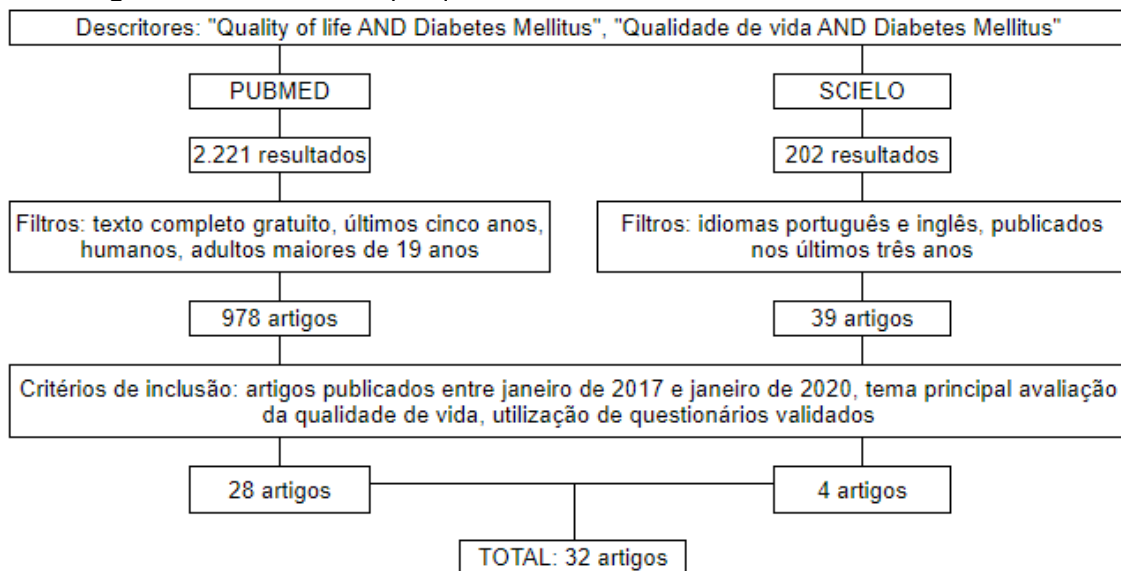 Descritores: "Quality of life AND Diabetes Mellitus", "Qualidade de vida AND Diabetes Mellitus"
PUBMED
SCIELO
2.221 resultados
202 resultados
Filtros: texto completo gratuito, últimos cinco anos,
humanos, adultos maiores de 19 anos
Filtros: idiomas português e inglês, publicados
nos últimos três anos
978 artigos
39 artigos
Critérios de inclusão: artigos publicados entre janeiro de 2017 e janeiro de 2020, tema principal avaliação
da qualidade de vida, utilização de questionários validados
28 artigos
4 artigos
TOTAL: 32 artigos